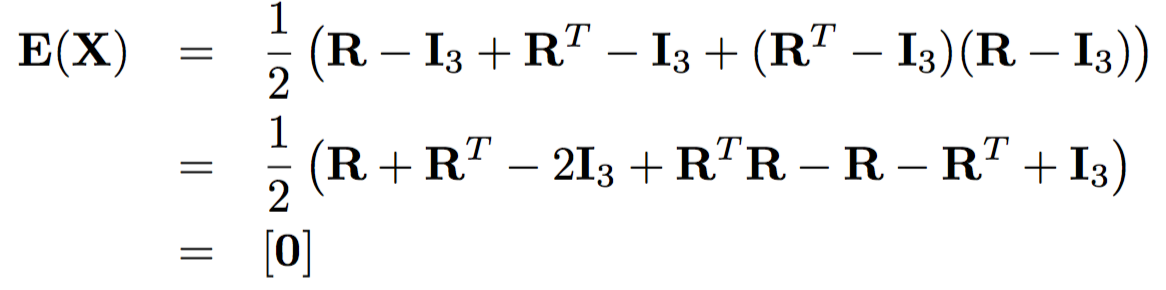 E(X) = 1/2 (R − I₃ + Rᵀ − I₃ + (Rᵀ − I₃)(R − I₃))
= 1/2 (R + Rᵀ − 2I₃ + RᵀR − R − Rᵀ + I₃)
= [0]